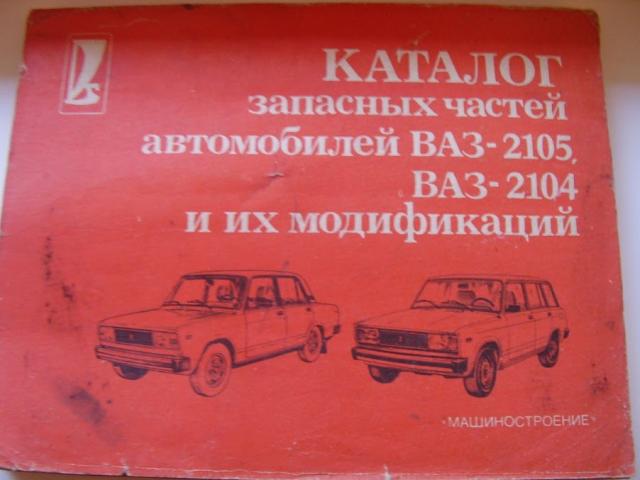 КАТАЛОГ
запасных частей
автомобилей ВАЗ-2105,
ВАЗ-2104
и их модификаций
«МАШИНОСТРОЕНИЕ»